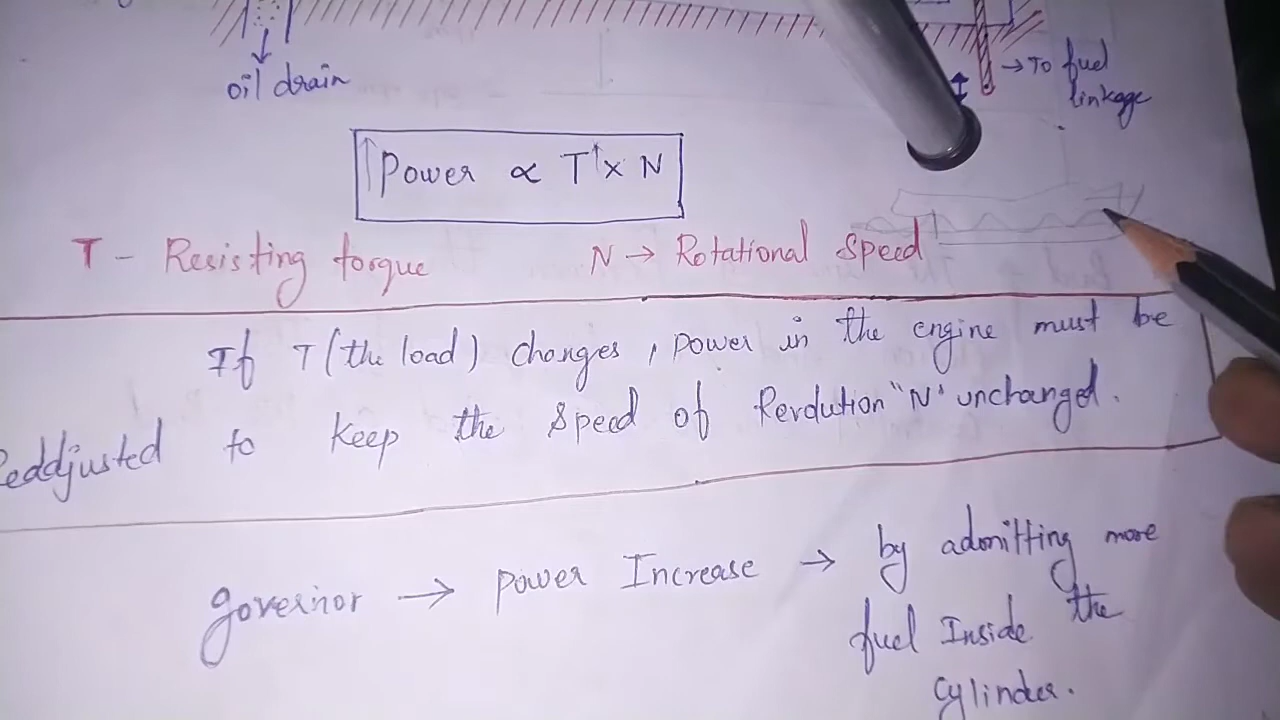 oil drain
→ To fuel
linkage
↑Power ∝ T↑ x N
T - Resisting torque
N → Rotational Speed
If T (the load) changes, power in the engine must be
Readdjusted to keep the speed of Revolution "N" unchanged.
governor → power Increase → by admitting more
fuel Inside the
cylinder.